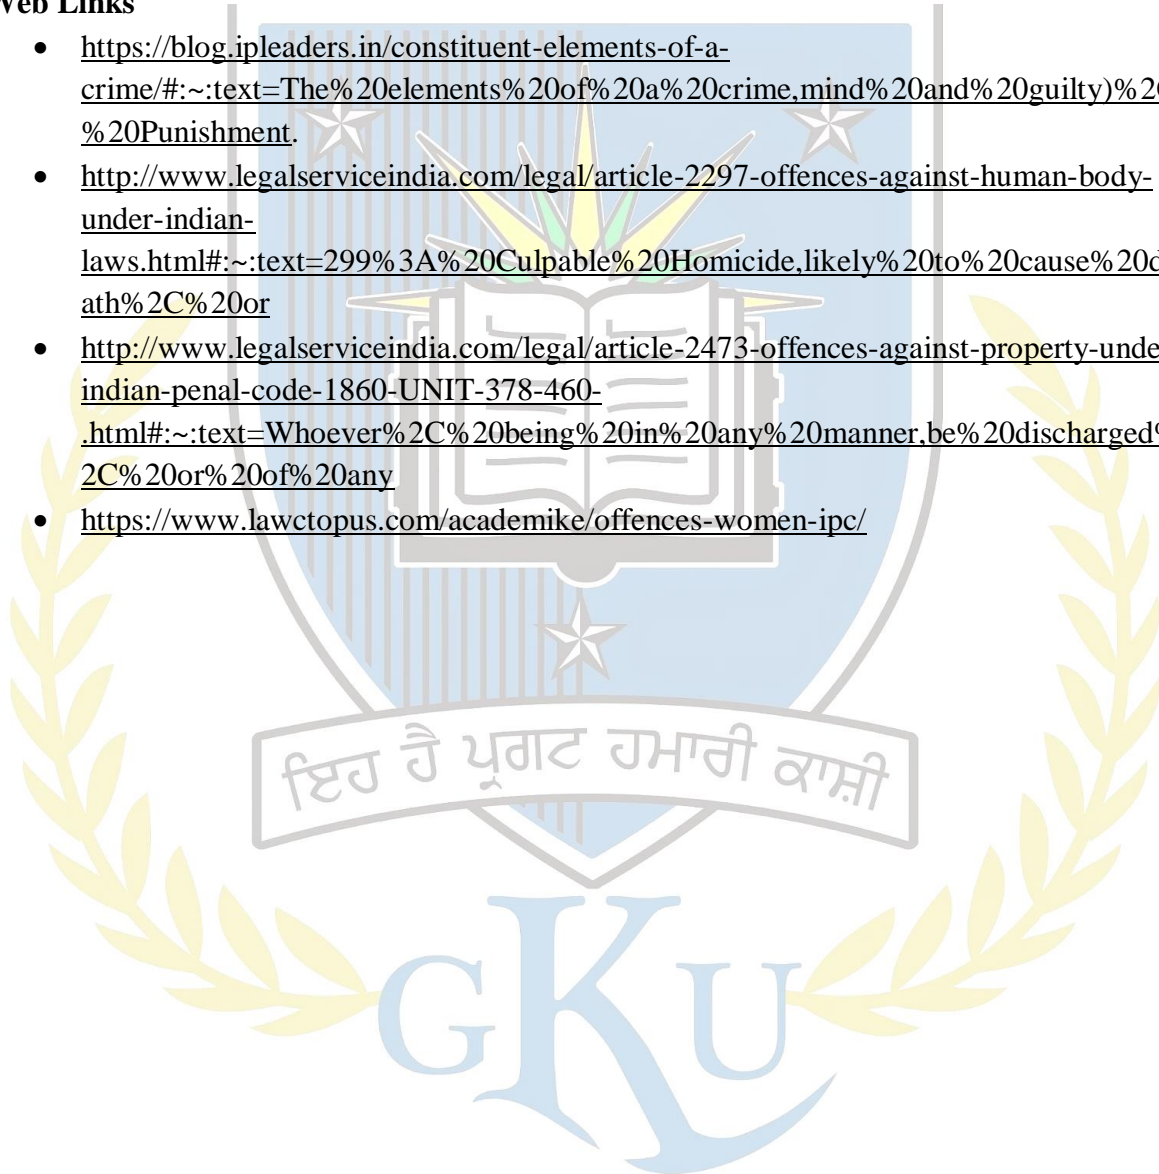 Web Links
• https://blog.ipleaders.in/constituent-elements-of-a-
crime/#:~:text=The%20elements%20of%20a%20crime,mind%20and%20guilty)%2
%20Punishment.
• http://www.legalserviceindia.com/legal/article-2297-offences-against-human-body-
under-indian-
laws.html#:~:text=299%3A%20Culpable%20Homicide,likely%20to%20cause%20d
ath%2C%20or
• http://www.legalserviceindia.com/legal/article-2473-offences-against-property-unde
indian-penal-code-1860-UNIT-378-460-
.html#:~:text=Whoever%2C%20being%20in%20any%20manner,be%20discharged%
2C%20or%20of%20any
• https://www.lawctopus.com/academike/offences-women-ipc/
ਇਹ ਹੈ ਪ੍ਰਗਟ ਹਮਾਰੀ ਕਾਸ਼ੀ
GKU